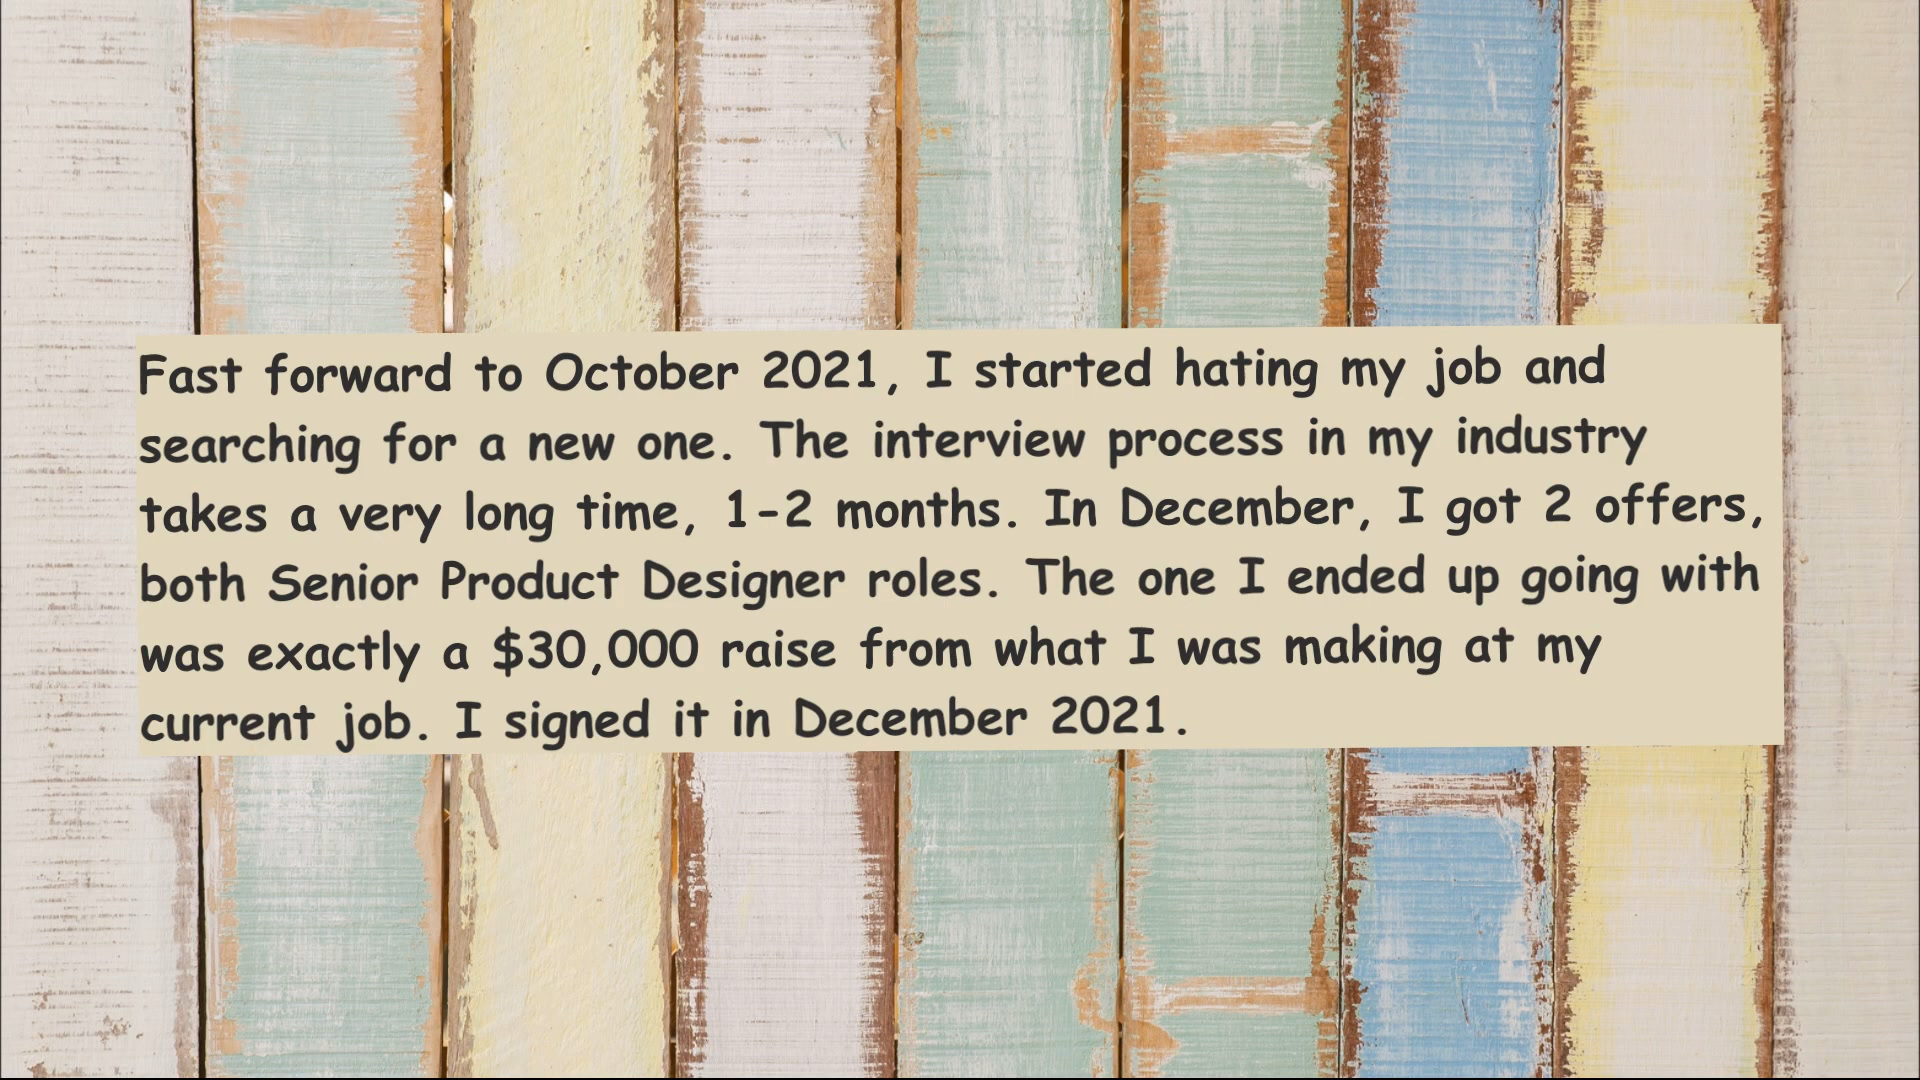 Fast forward to October 2021, I started hating my job and
searching for a new one. The interview process in my industry
takes a very long time, 1-2 months. In December, I got 2 offers,
both Senior Product Designer roles. The one I ended up going with
was exactly a $30,000 raise from what I was making at my
current job. I signed it in December 2021.